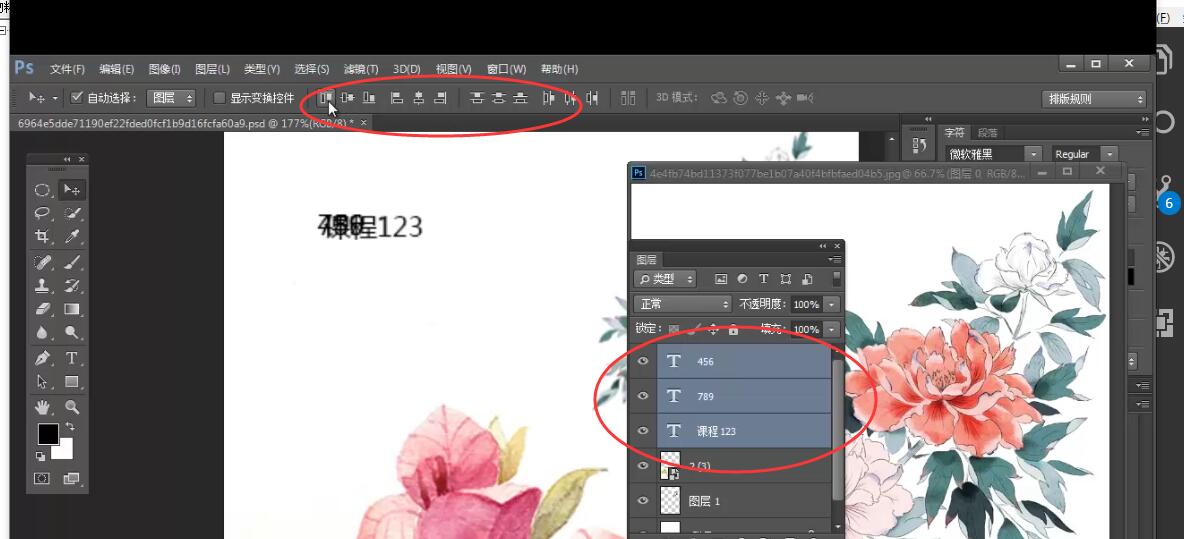 (F)
Ps 文件(F) 编辑(E) 图像(I) 图层(L) 类型(Y) 选择(S) 滤镜(T) 3D(D) 视图(V) 窗口(W) 帮助(H)
自动选择： 图层 显示变换控件 3D 模式： 排版规则
6964e5dde71190ef22fded0fcf1b9d16fcfa60a9.psd @ 177%(RGB/8) * ×
字符 段落
微软雅黑 Regular
Ps 4e4fb74bd11373f077be1b07a40f4bfbfaed04b5.jpg @ 66.7% (图层 0, RGB/8...
6
课程123
图层
类型
正常 不透明度： 100%
锁定： 填充： 100%
T 456
T 789
T 课程 123
2 (3)
图层 1